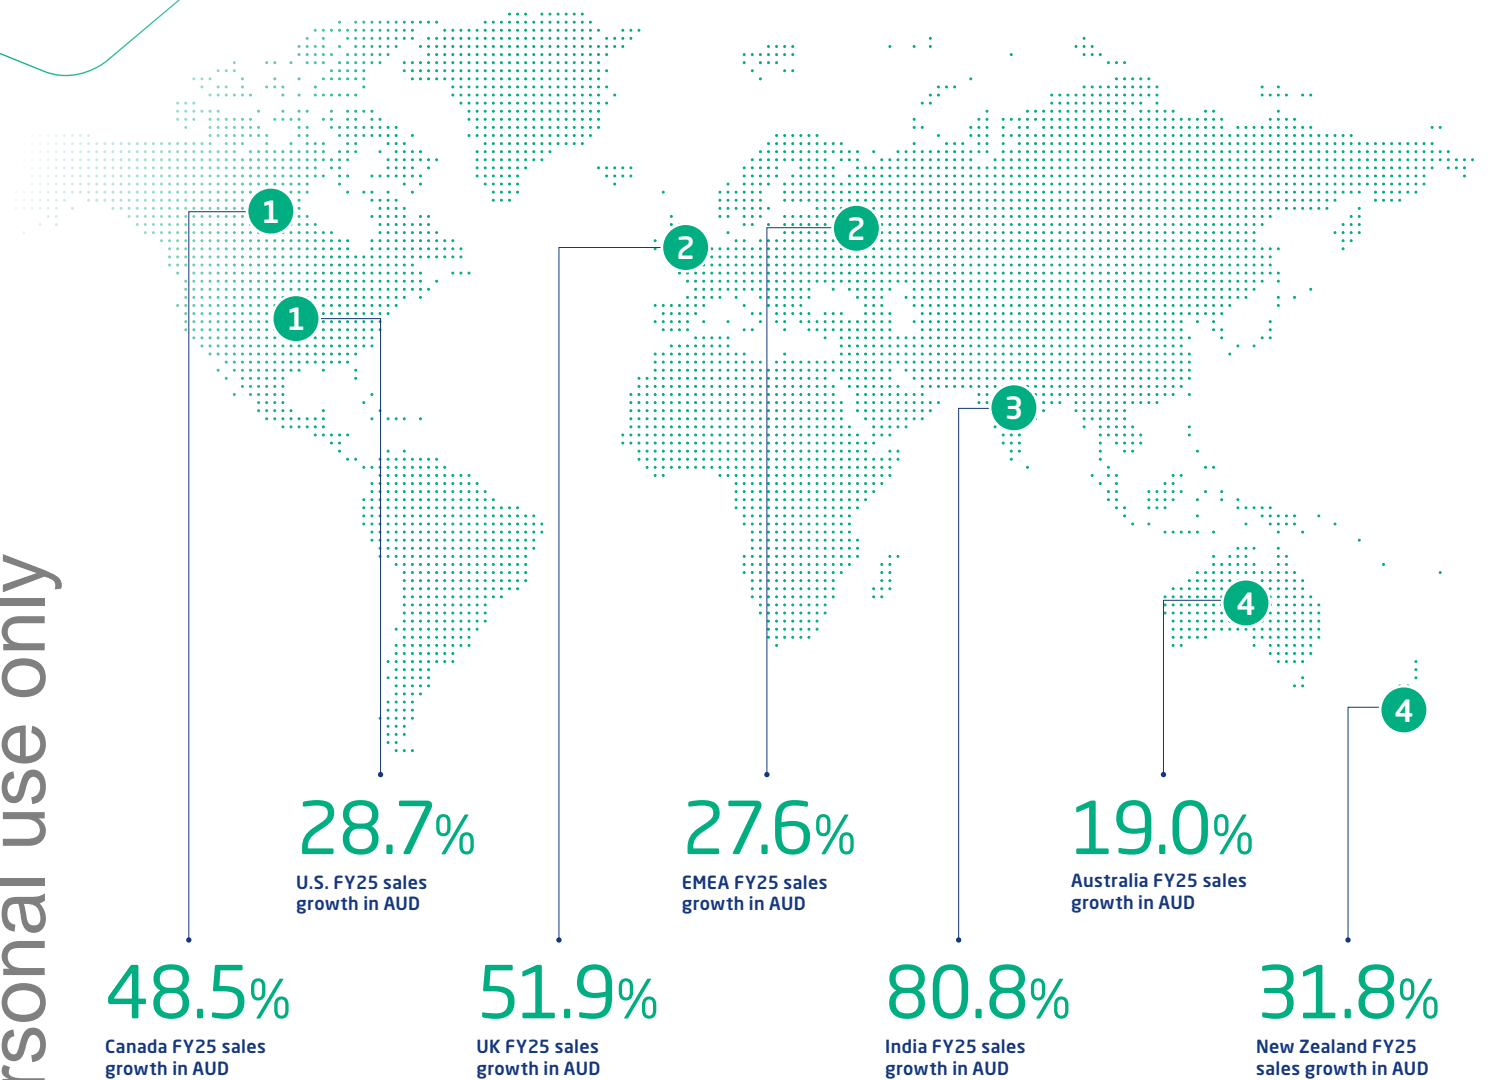 1
2
2
1
3
4
4
28.7%
U.S. FY25 sales
growth in AUD
27.6%
EMEA FY25 sales
growth in AUD
19.0%
Australia FY25 sales
growth in AUD
48.5%
Canada FY25 sales
growth in AUD
51.9%
UK FY25 sales
growth in AUD
80.8%
India FY25 sales
growth in AUD
31.8%
New Zealand FY25
sales growth in AUD
rsonal use only